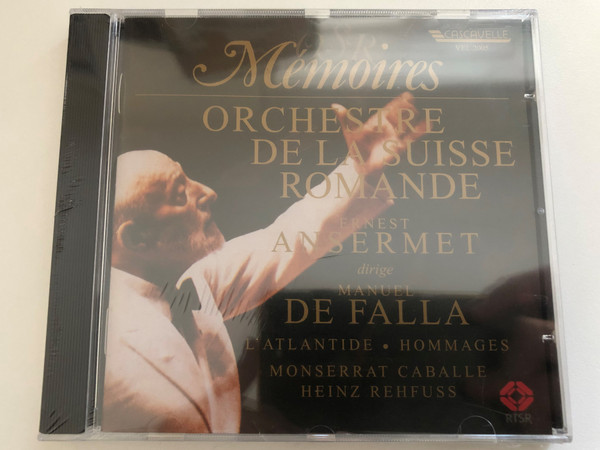 CASCAVELLE
Mémoires
ORCHESTRE
DE LA SUISSE
ROMANDE
ERNEST
ANSERMET
dirige
MANUEL
DE FALLA
L'ATLANTIDE • HOMMAGES
MONSERRAT CABALLE
HEINZ REHFUSS
RTSR